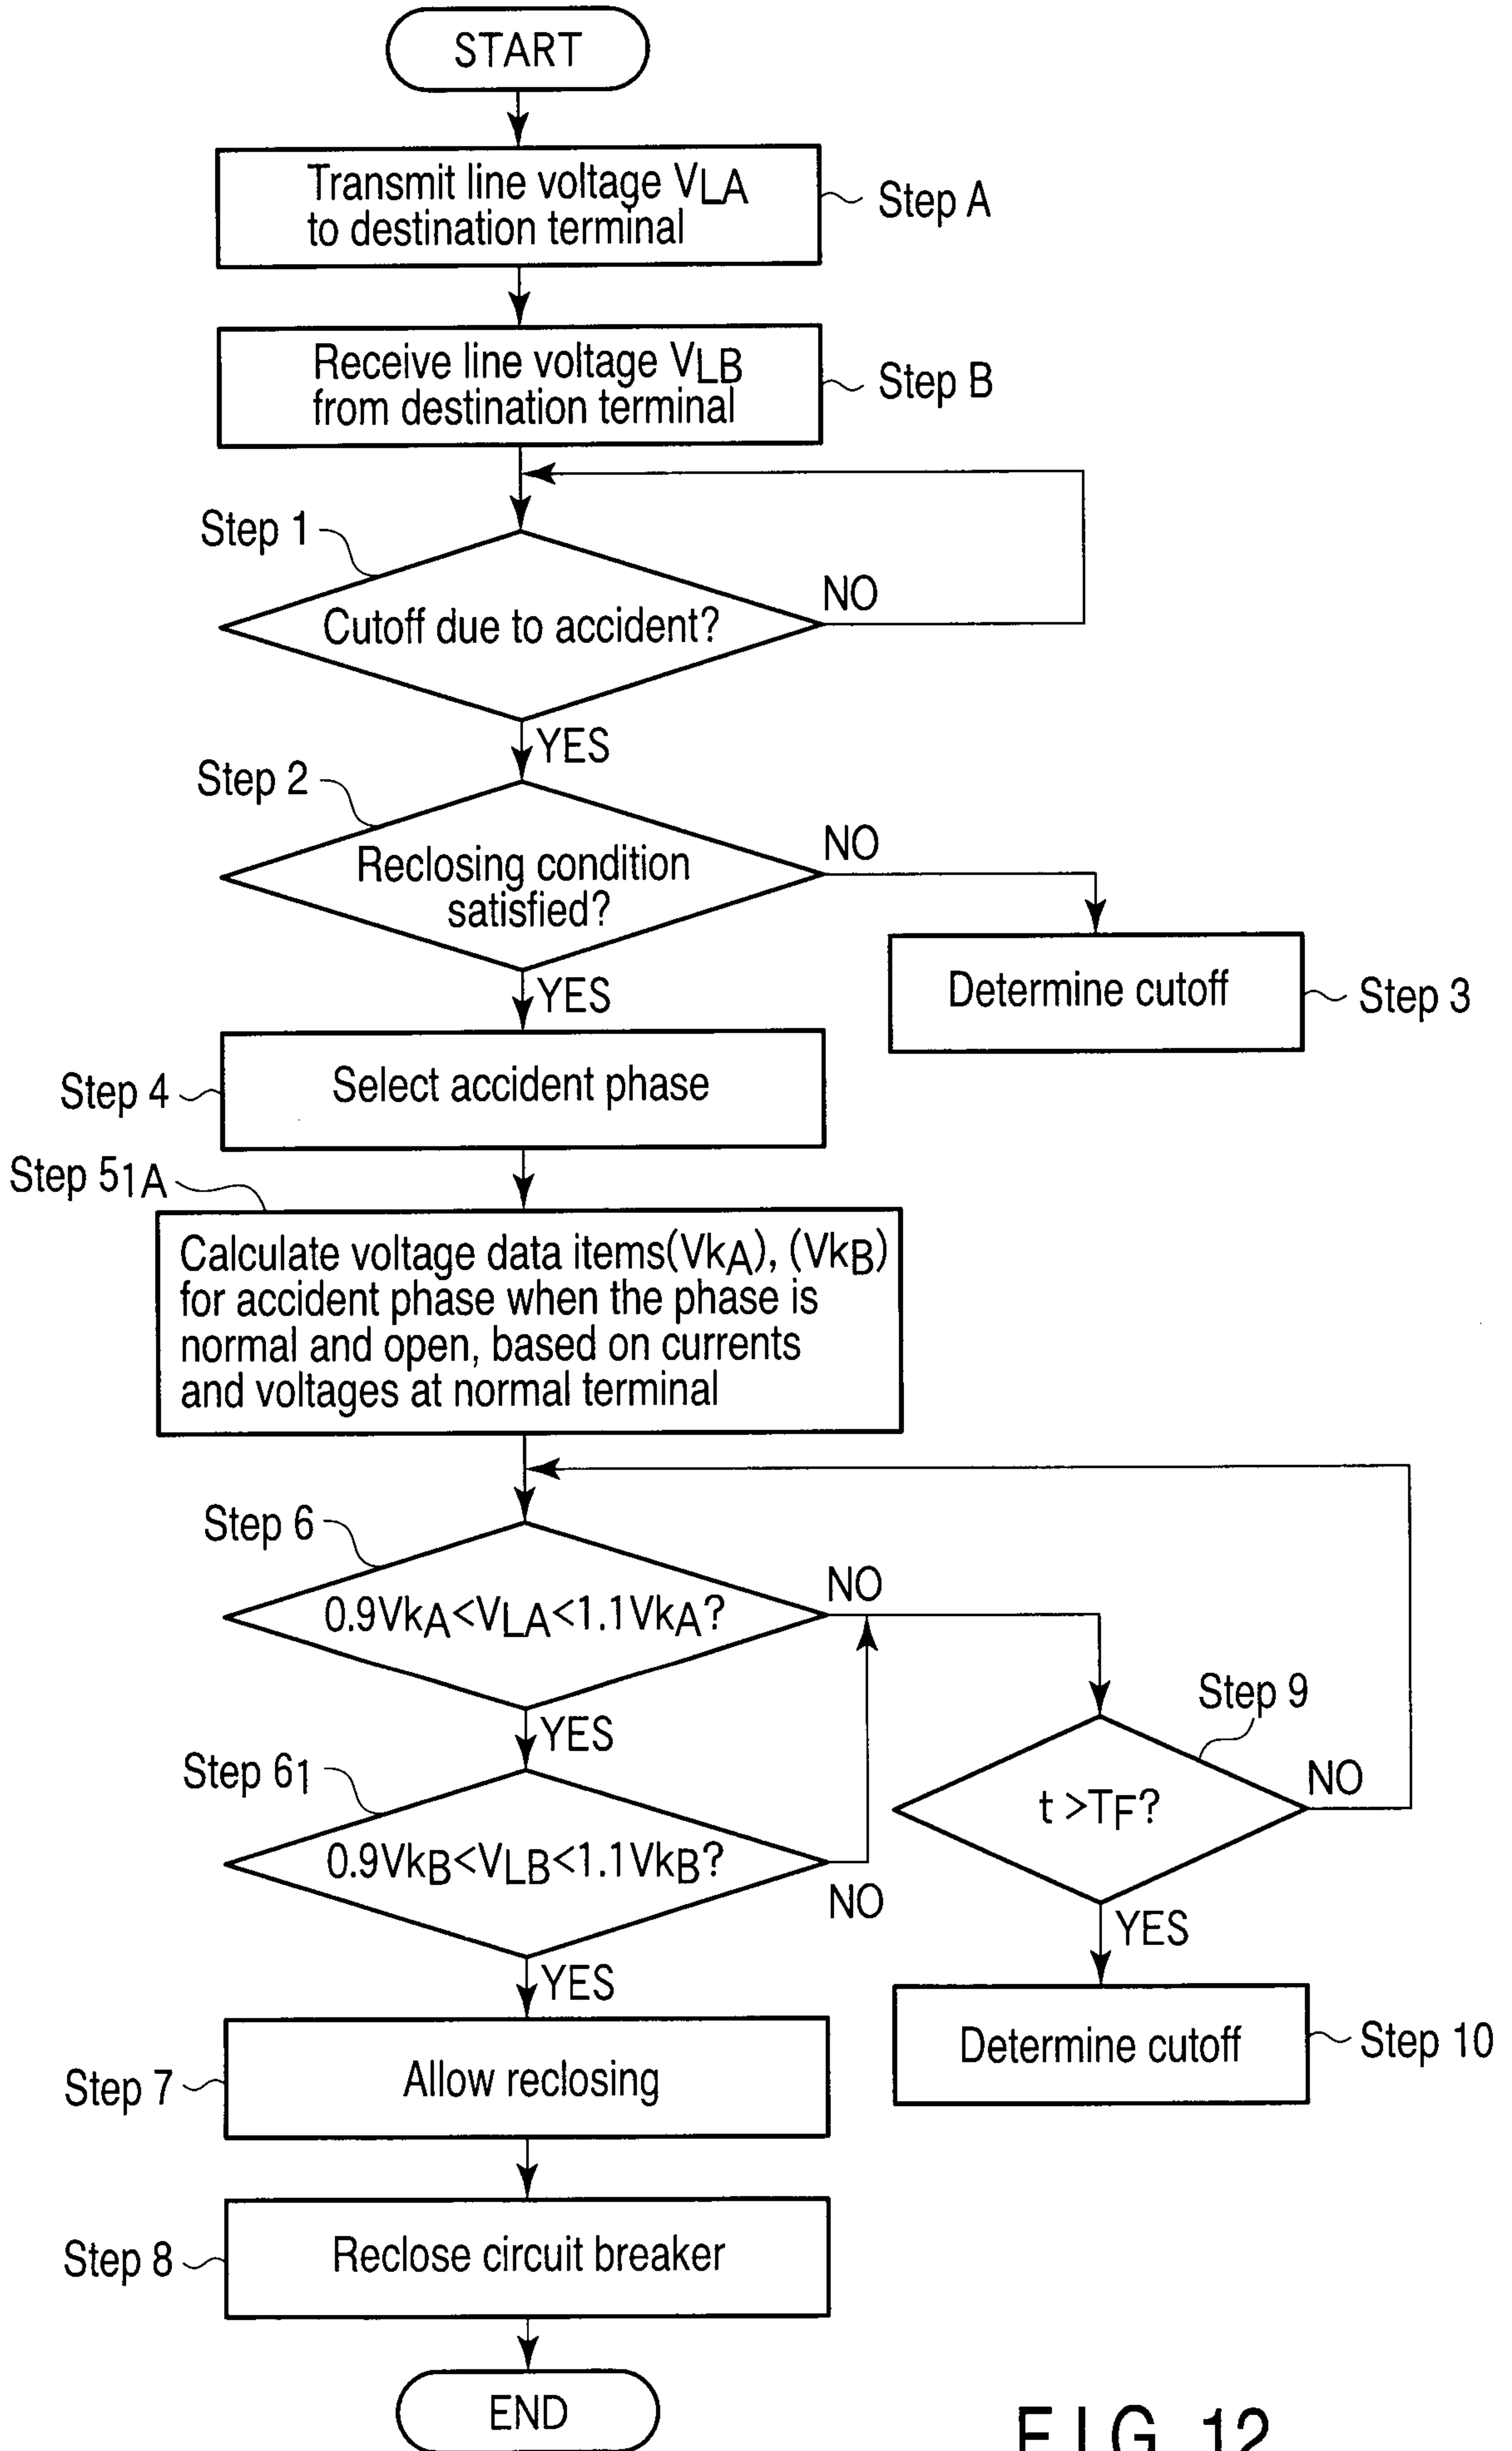 START
Transmit line voltage VLA
to destination terminal
Step A
Receive line voltage VLB
from destination terminal
Step B
Step 1
Cutoff due to accident?
NO
YES
Step 2
Reclosing condition
satisfied?
NO
YES
Determine cutoff
Step 3
Step 4
Select accident phase
Step 51A
Calculate voltage data items(VkA), (VkB)
for accident phase when the phase is
normal and open, based on currents
and voltages at normal terminal
Step 6
0.9VkA<VLA<1.1VkA?
NO
YES
Step 9
t >TF?
NO
YES
Step 61
0.9VkB<VLB<1.1VkB?
NO
YES
Determine cutoff
Step 10
Step 7
Allow reclosing
Step 8
Reclose circuit breaker
END
FIG. 12